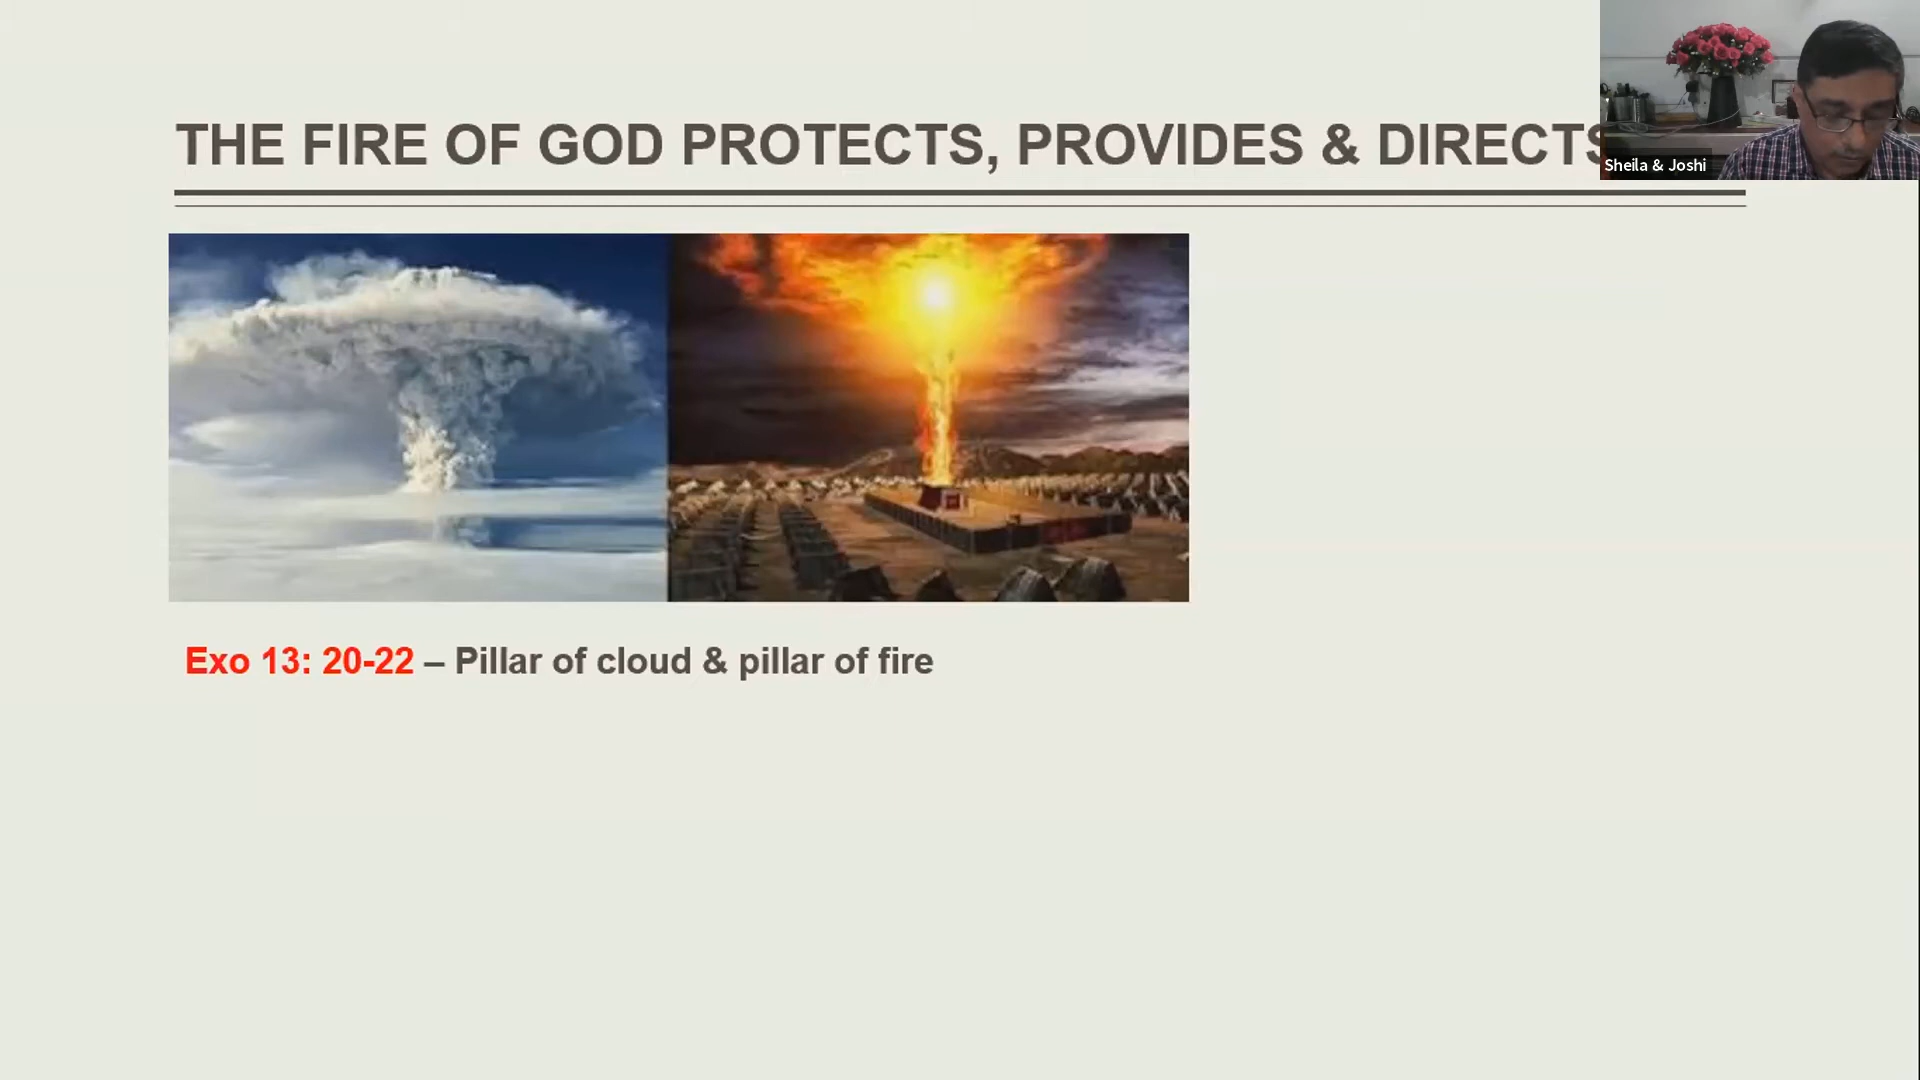 THE FIRE OF GOD PROTECTS, PROVIDES & DIRECTS
Sheila & Joshi
Exo 13: 20-22 – Pillar of cloud & pillar of fire